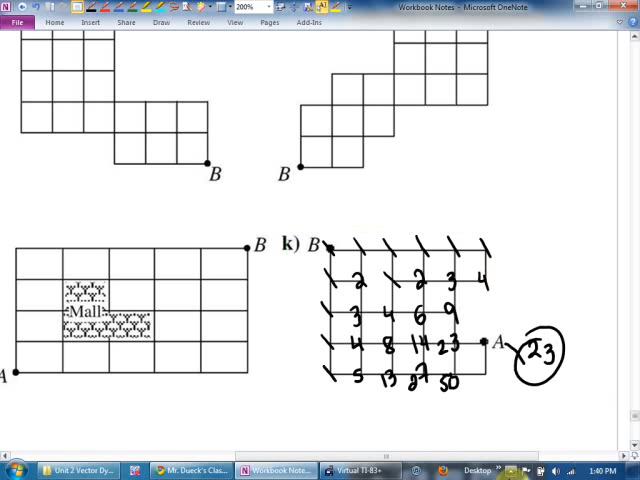 Workbook Notes - Microsoft OneNote
File Home Insert Share Draw Review View Pages Add-Ins
B
B
B
k) B
2 \ 2 3 4
Mall
3 4 6 9
4 8 14 23 A 23
A
5 13 27 50
Unit 2 Vector Dy...
Mr. Dueck's Clas...
Workbook Notes...
Virtual TI-83+
Desktop
1:40 PM